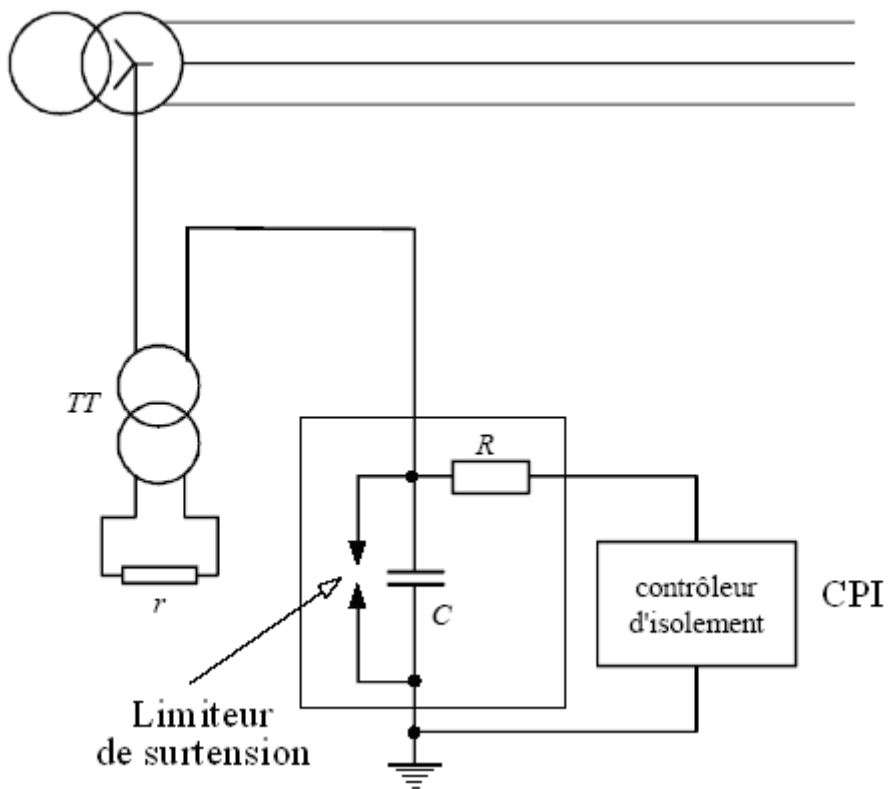 TT
R
r
C
contrôleur
d'isolement
CPI
Limiteur
de surtension